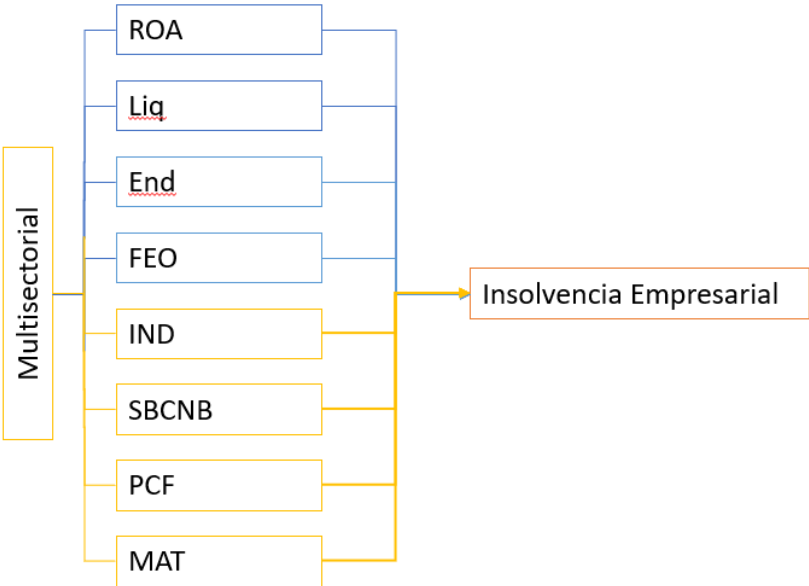 Multisectorial
ROA
Liq
End
FEO
IND
SBCNB
PCF
MAT
Insolvencia Empresarial